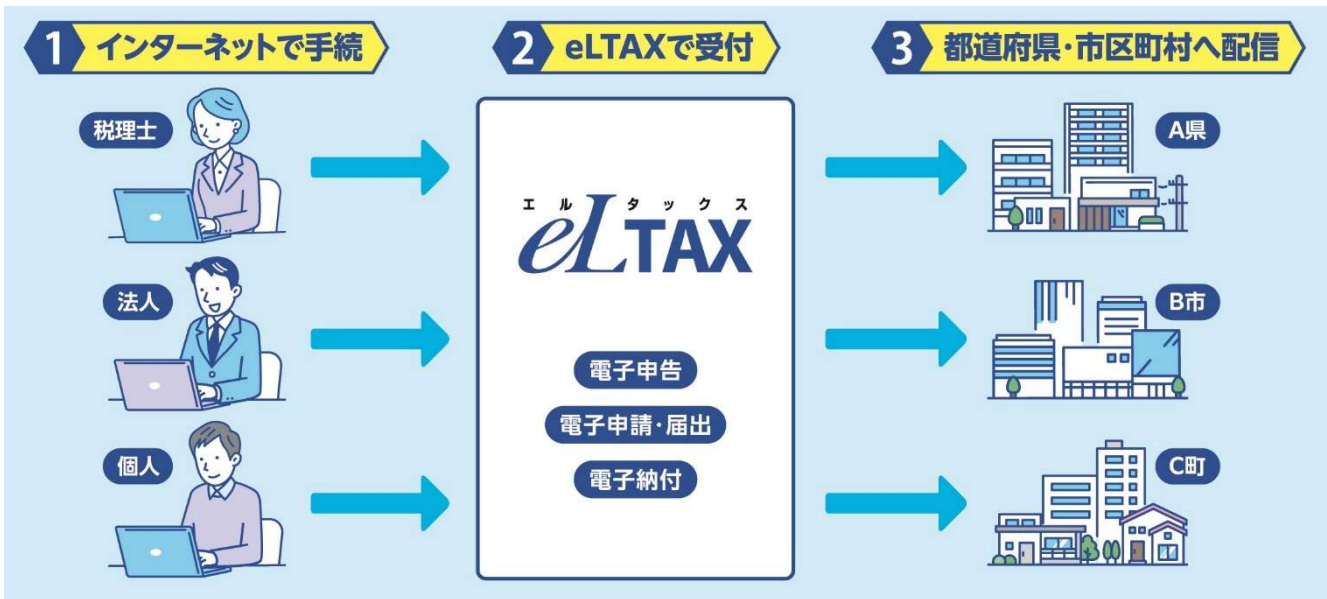 1 インターネットで手続
税理士
法人
個人
2 eLTAXで受付
エルタックス
eLTAX
電子申告
電子申請・届出
電子納付
3 都道府県・市区町村へ配信
A県
B市
C町